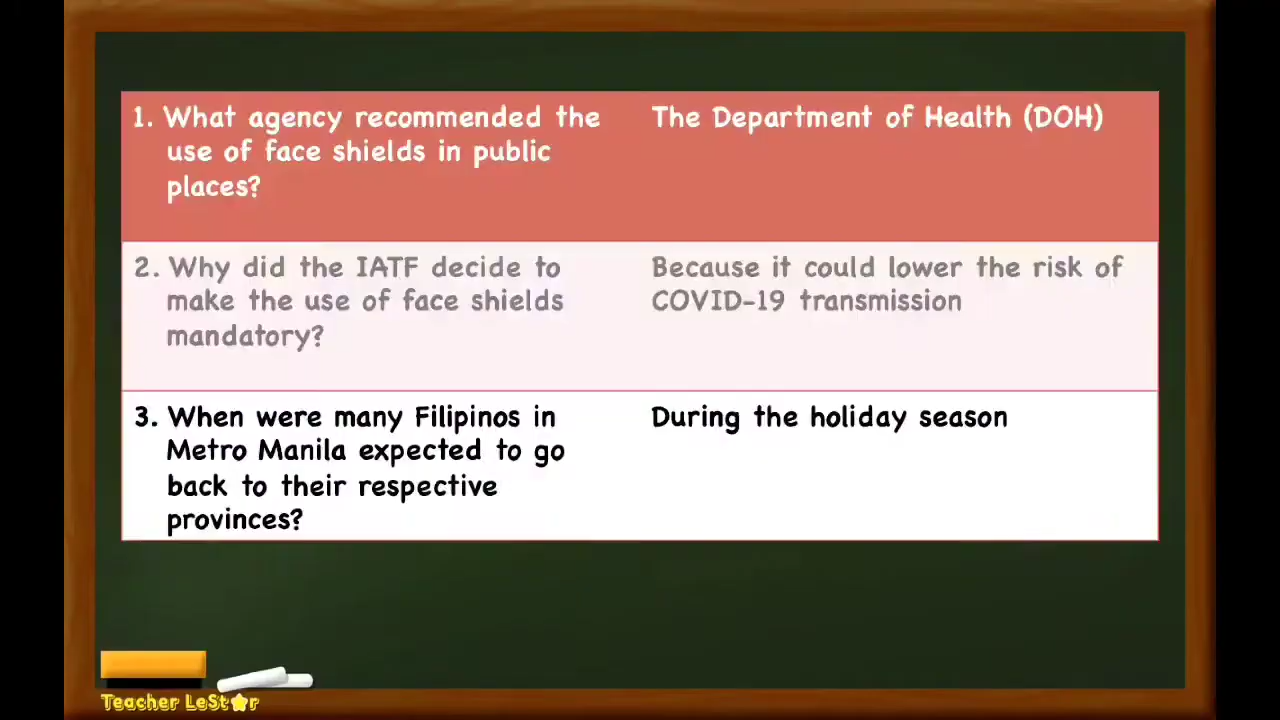 1. What agency recommended the
use of face shields in public
places?
The Department of Health (DOH)
2. Why did the IATF decide to
make the use of face shields
mandatory?
Because it could lower the risk of
COVID-19 transmission
3. When were many Filipinos in
Metro Manila expected to go
back to their respective
provinces?
During the holiday season
Teacher LeSt★r